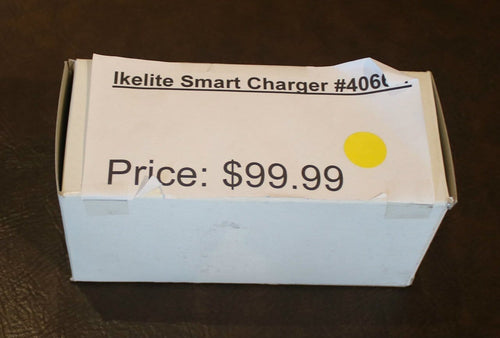 Ikelite Smart Charger
Price: $99.99